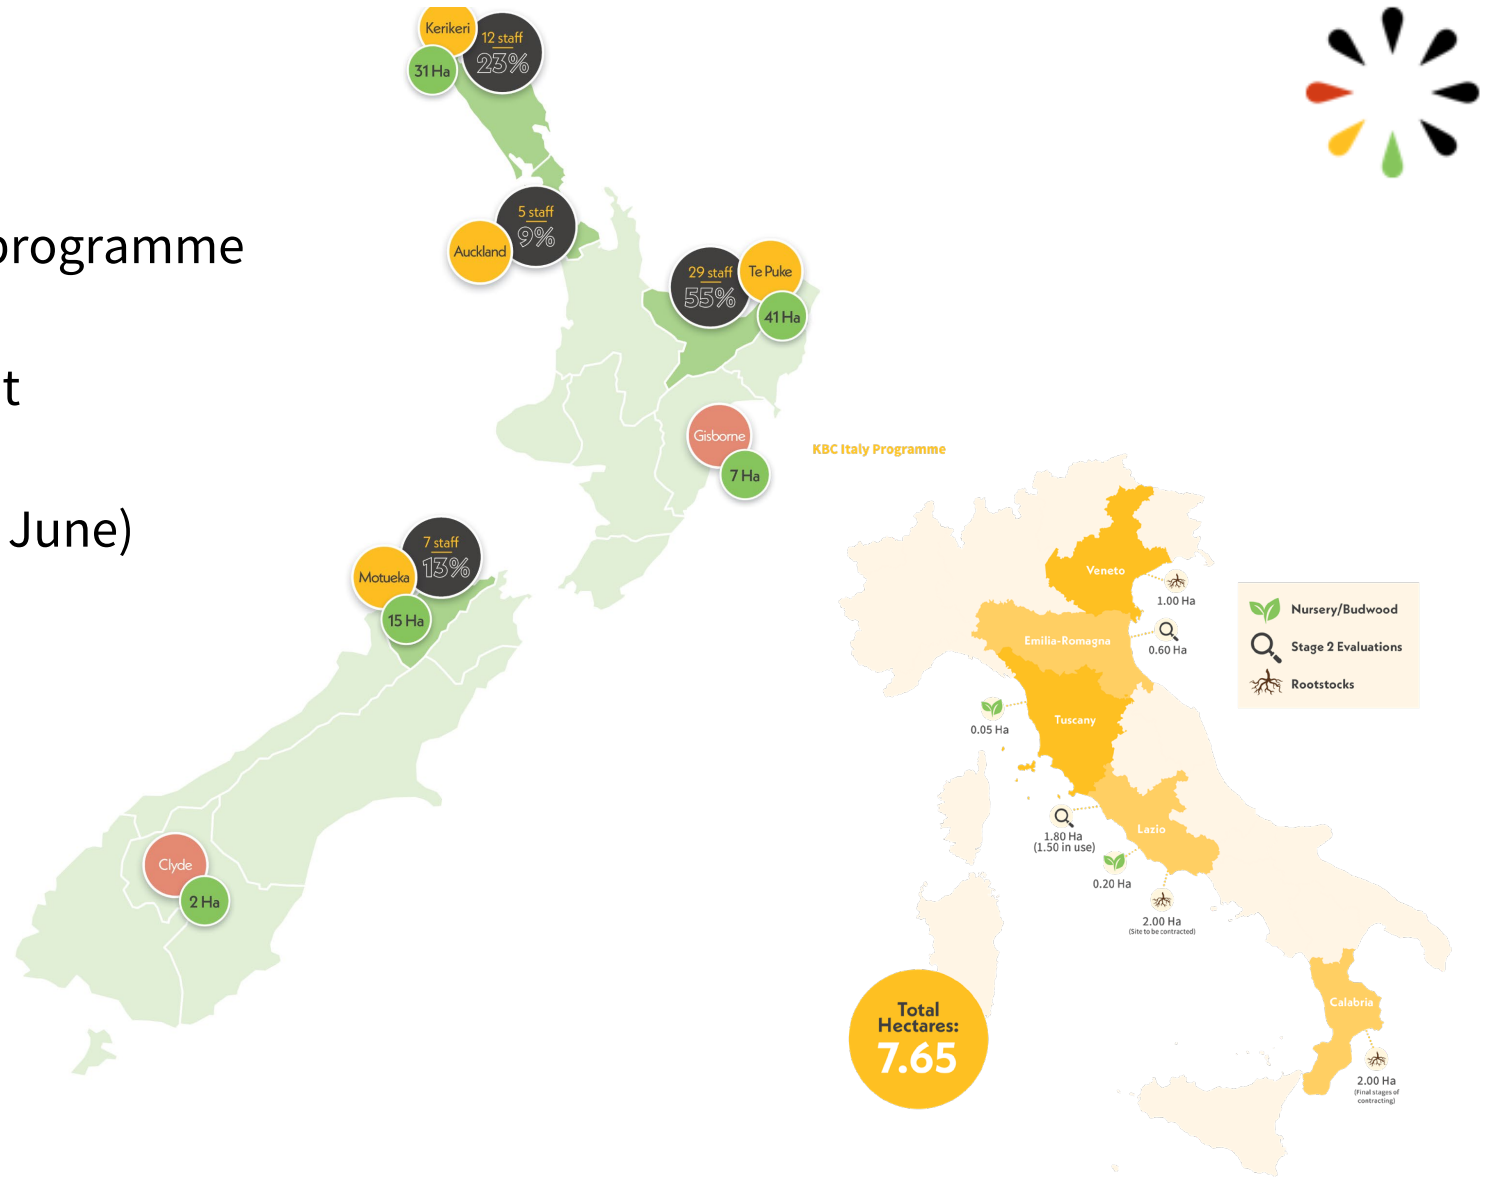 programme
t
June)
Kerikeri
12 staff
23%
31 Ha
5 staff
9%
Auckland
29 staff
55%
Te Puke
41 Ha
Gisborne
7 Ha
7 staff
13%
Motueka
15 Ha
Clyde
2 Ha
KBC Italy Programme
Veneto
1.00 Ha
Emilia-Romagna
0.60 Ha
Tuscany
0.05 Ha
Lazio
1.80 Ha
(1.50 in use)
0.20 Ha
2.00 Ha
(Site to be contracted)
Calabria
2.00 Ha
(Final stages of
contracting)
Nursery/Budwood
Stage 2 Evaluations
Rootstocks
Total
Hectares:
7.65